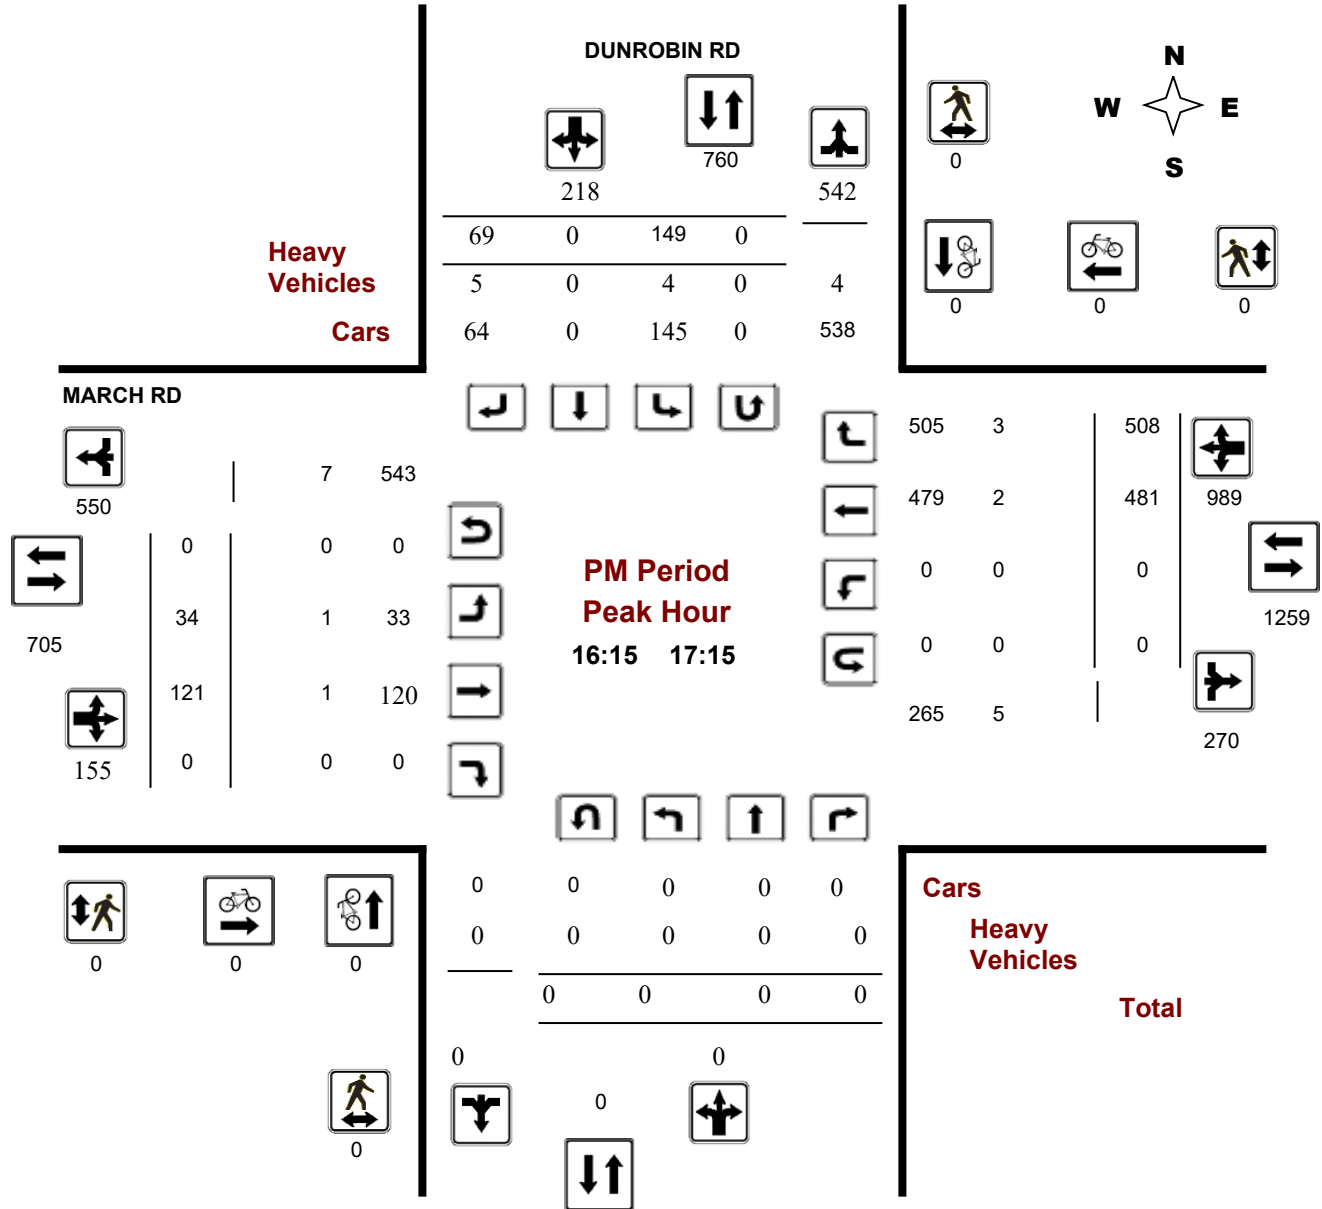 DUNROBIN RD
N
W E
S
760
0
218 542
69 0 149 0
Heavy
Vehicles
5 0 4 0 4
0 0 0
Cars
64 0 145 0 538
MARCH RD
505 3 508
7 543
550
479 2 481 989
0 0 0
PM Period
0 0 0
34 1 33
Peak Hour
1259
705
16:15 17:15
0 0 0
121 1 120
265 5
270
155 0 0 0
0 0 0 0 0
Cars
0 0 0 0 0
Heavy
Vehicles
0 0 0
0 0 0 0
Total
0 0
0
0